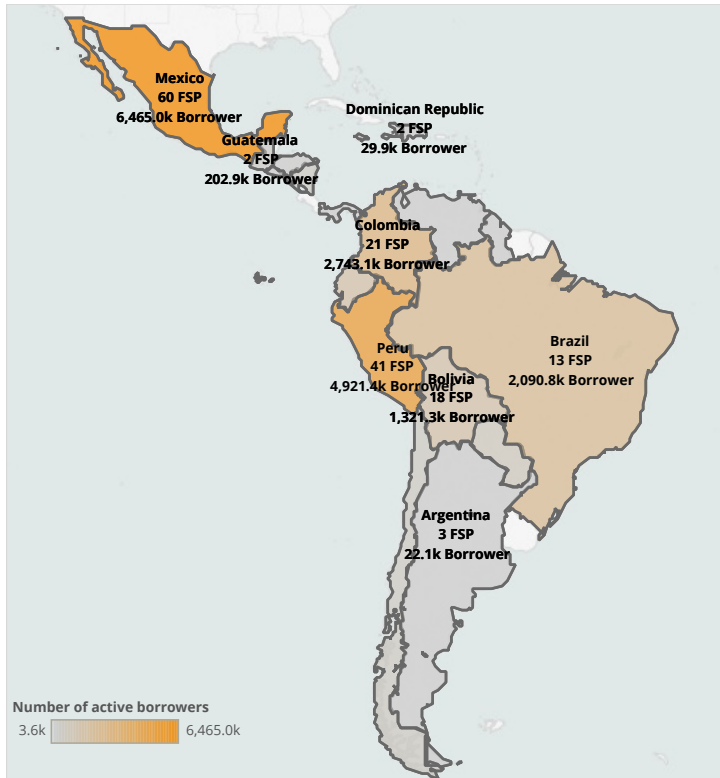 Mexico
60 FSP
6,465.0k Borrower
Dominican Republic
2 FSP
29.9k Borrower
Guatemala
2 FSP
202.9k Borrower
Colombia
21 FSP
2,743.1k Borrower
Brazil
13 FSP
2,090.8k Borrower
Peru
41 FSP
4,921.4k Borrower
Bolivia
18 FSP
1,321.3k Borrower
Argentina
3 FSP
22.1k Borrower
Number of active borrowers
3.6k 6,465.0k